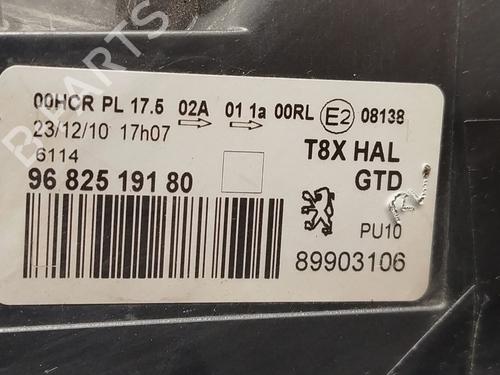 PARTS
00HCR PL 17.5 02A 01 1a 00RL E2 08138
23/12/10 17h07
6114
T8X HAL
96 825 191 80
GTD
PU10
89903106